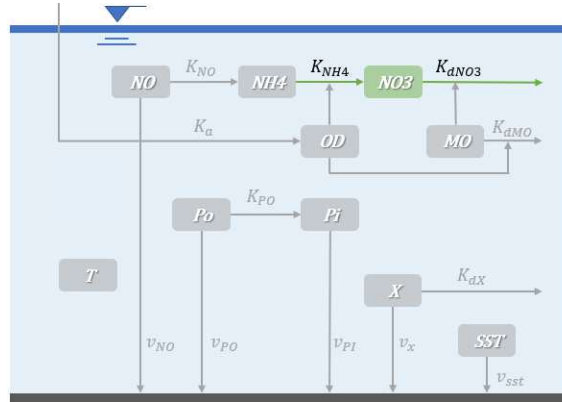 K_NO K_NH4 K_dNO3
NO NH4 NO3
K_a OD MO K_dMO
K_PO
Po Pi
T X K_dX
SST
v_NO v_PO v_PI v_x v_sst